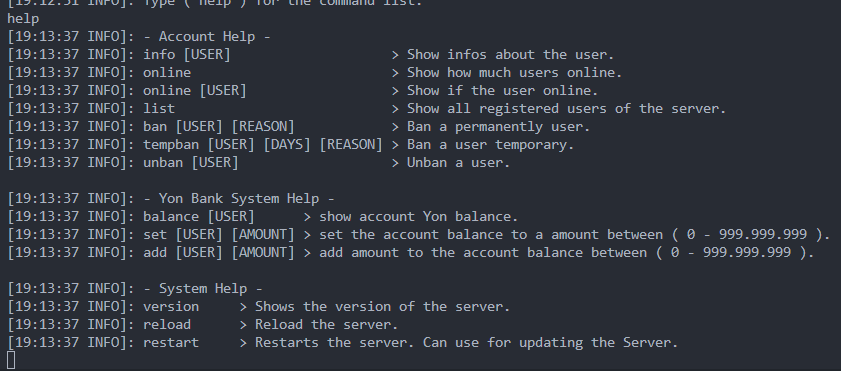 [19:12:51 INFO]: Type ( help ) for the command list.
help
[19:13:37 INFO]: - Account Help -
[19:13:37 INFO]: info [USER]                    > Show infos about the user.
[19:13:37 INFO]: online                         > Show how much users online.
[19:13:37 INFO]: online [USER]                  > Show if the user online.
[19:13:37 INFO]: list                           > Show all registered users of the server.
[19:13:37 INFO]: ban [USER] [REASON]            > Ban a permanently user.
[19:13:37 INFO]: tempban [USER] [DAYS] [REASON] > Ban a user temporary.
[19:13:37 INFO]: unban [USER]                   > Unban a user.
[19:13:37 INFO]: - Yon Bank System Help -
[19:13:37 INFO]: balance [USER]      > show account Yon balance.
[19:13:37 INFO]: set [USER] [AMOUNT] > set the account balance to a amount between ( 0 - 999.999.999 ).
[19:13:37 INFO]: add [USER] [AMOUNT] > add amount to the account balance between ( 0 - 999.999.999 ).
[19:13:37 INFO]: - System Help -
[19:13:37 INFO]: version     > Shows the version of the server.
[19:13:37 INFO]: reload      > Reload the server.
[19:13:37 INFO]: restart     > Restarts the server. Can use for updating the Server.